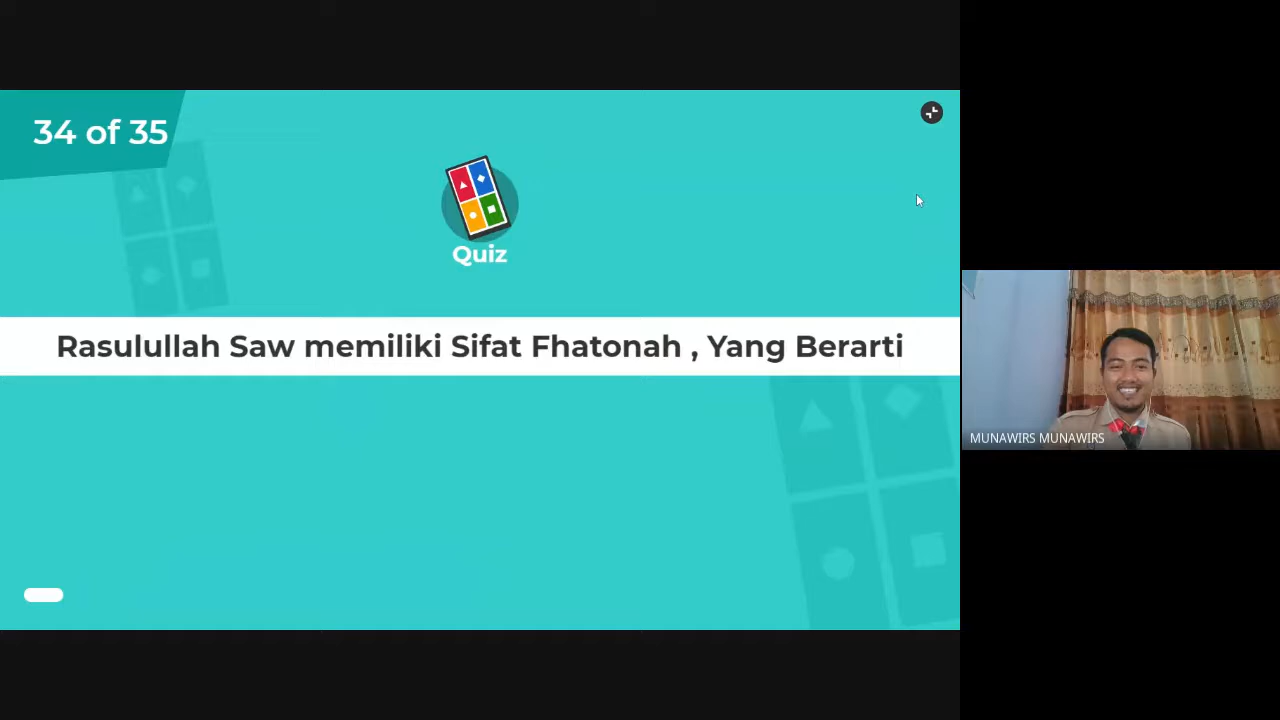 34 of 35
Quiz
Rasulullah Saw memiliki Sifat Fhatonah , Yang Berarti
MUNAWIRS MUNAWIRS